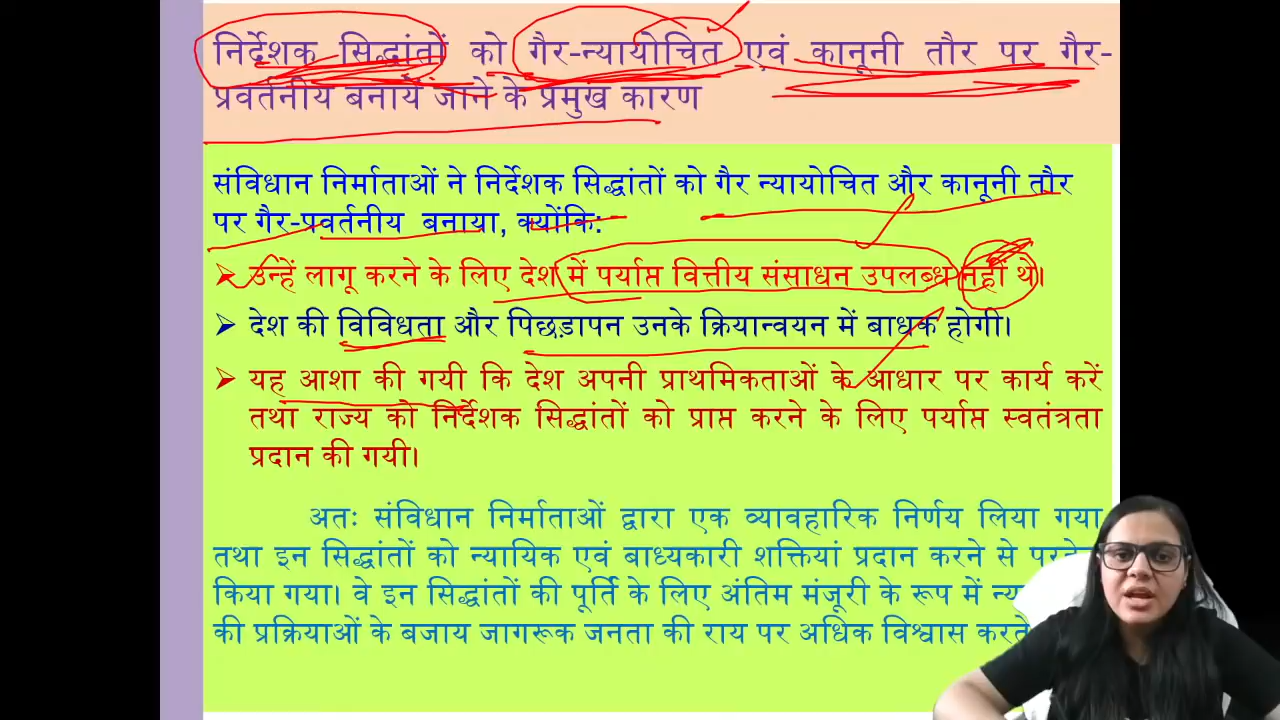 निर्देशक सिद्धांतों को गैर-न्यायोचित एवं कानूनी तौर पर गैर-
प्रवर्तनीय बनायें जाने के प्रमुख कारण
संविधान निर्माताओं ने निर्देशक सिद्धांतों को गैर न्यायोचित और कानूनी तौर
पर गैर-प्रवर्तनीय बनाया, क्योंकि:
➢ उन्हें लागू करने के लिए देश में पर्याप्त वित्तीय संसाधन उपलब्ध नहीं थे।
➢ देश की विविधता और पिछड़ापन उनके क्रियान्वयन में बाधक होगी।
➢ यह आशा की गयी कि देश अपनी प्राथमिकताओं के आधार पर कार्य करें
तथा राज्य को निर्देशक सिद्धांतों को प्राप्त करने के लिए पर्याप्त स्वतंत्रता
प्रदान की गयी।
अतः संविधान निर्माताओं द्वारा एक व्यावहारिक निर्णय लिया गया
तथा इन सिद्धांतों को न्यायिक एवं बाध्यकारी शक्तियां प्रदान करने से
किया गया। वे इन सिद्धांतों की पूर्ति के लिए अंतिम मंजूरी के रूप में
की प्रक्रियाओं के बजाय जागरूक जनता की राय पर अधिक विश्वास करते